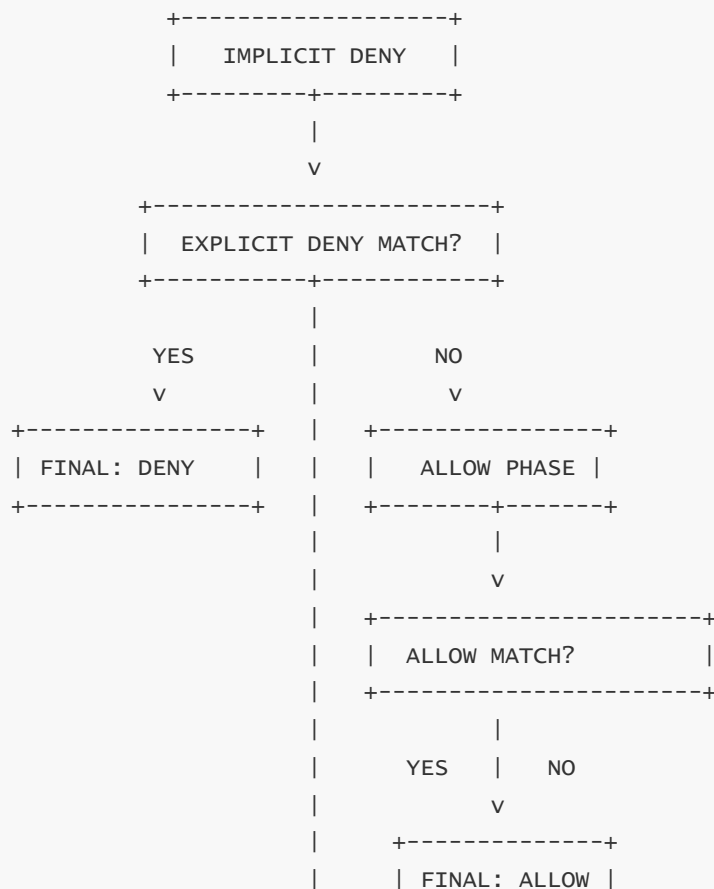 IMPLICIT DENY
EXPLICIT DENY MATCH?
YES NO
v v
FINAL: DENY ALLOW PHASE
ALLOW MATCH?
YES NO
FINAL: ALLOW